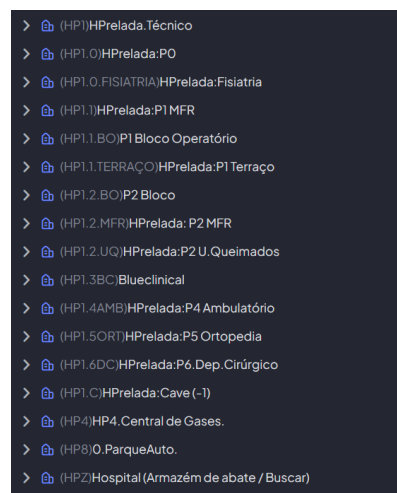 (HP1)HPrelada.Técnico
(HP1.0)HPrelada:P0
(HP1.0.FISIATRIA)HPrelada:Fisiatria
(HP1.1)HPrelada:P1 MFR
(HP1.1.BO)P1 Bloco Operatório
(HP1.1.TERRAÇO)HPrelada:P1 Terraço
(HP1.2.BO)P2 Bloco
(HP1.2.MFR)HPrelada: P2 MFR
(HP1.2.UQ)HPrelada:P2 U.Queimados
(HP1.3BC)Blueclinical
(HP1.4AMB)HPrelada:P4 Ambulatório
(HP1.5ORT)HPrelada:P5 Ortopedia
(HP1.6DC)HPrelada:P6.Dep.Cirúrgico
(HP1.C)HPrelada:Cave (-1)
(HP4)HP4.Central de Gases.
(HP8)0.ParqueAuto.
(HPZ)Hospital (Armazém de abate / Buscar)